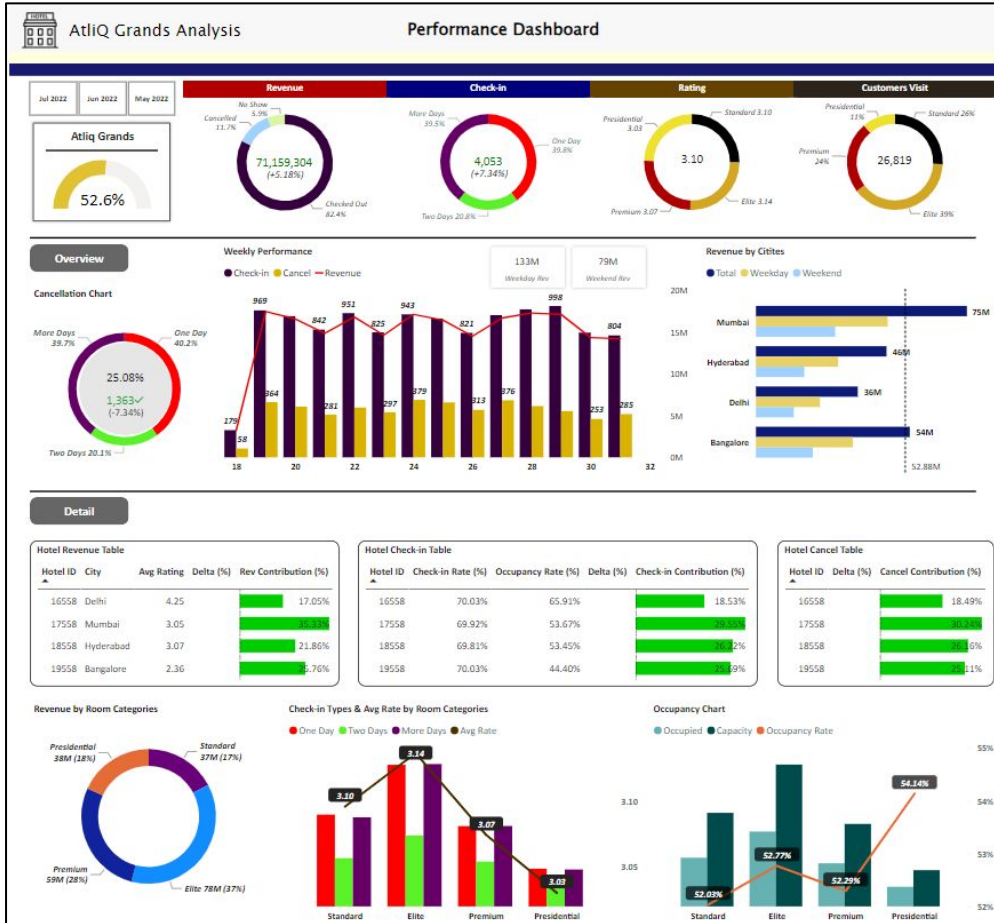 HOTEL
AtliQ Grands Analysis
Performance Dashboard
Jul 2022 Jun 2022 May 2022
Atliq Grands
52.6%
Revenue
No Show
5.9%
Cancelled
11.7%
71,159,304
(+5.18%)
Checked Out
82.4%
Check-in
More Days
39.5%
One Day
39.8%
4,053
(+7.34%)
Two Days 20.8%
Rating
Presidential
3.03
Standard 3.10
3.10
Premium 3.07
Elite 3.14
Customers Visit
Presidential
11%
Standard 26%
Premium
24%
26,819
Elite 39%
Overview
Cancellation Chart
More Days
39.7%
One Day
40.2%
25.08%
1,363✓
(-7.34%)
Two Days 20.1%
Weekly Performance
Check-in Cancel Revenue
133M
Weekday Rev
79M
Weekend Rev
969 951 943 998
842 825 821 804
364 379 376
281 297 313 253 285
179
58
20M
15M
10M
5M
0M
18 20 22 24 26 28 30 32
Revenue by Citites
Total Weekday Weekend
Mumbai 75M
Hyderabad 46M
Delhi 36M
Bangalore 54M
52.88M
Detail
Hotel Revenue Table
Hotel ID City Avg Rating Delta (%) Rev Contribution (%)
16558 Delhi 4.25 17.05%
17558 Mumbai 3.05 35.33%
18558 Hyderabad 3.07 21.86%
19558 Bangalore 2.36 25.76%
Hotel Check-in Table
Hotel ID Check-in Rate (%) Occupancy Rate (%) Delta (%) Check-in Contribution (%)
16558 70.03% 65.91% 18.53%
17558 69.92% 53.67% 29.55%
18558 69.81% 53.45% 26.22%
19558 70.03% 44.40% 25.69%
Hotel Cancel Table
Hotel ID Delta (%) Cancel Contribution (%)
16558 18.49%
17558 30.24%
18558 26.16%
19558 25.11%
Revenue by Room Categories
Presidential
38M (18%)
Standard
37M (17%)
Premium
59M (28%)
Elite 78M (37%)
Check-in Types & Avg Rate by Room Categories
One Day Two Days More Days Avg Rate
3.10 3.14 3.07 3.03
3.10
3.05
Standard Elite Premium Presidential
Occupancy Chart
Occupied Capacity Occupancy Rate
52.03% 52.77% 52.29% 54.14%
55%
54%
53%
52%
Standard Elite Premium Presidential